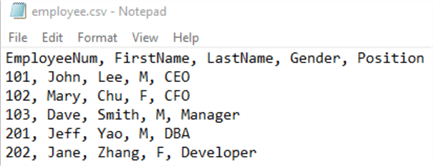 employee.csv - Notepad
File Edit Format View Help
EmployeeNum, FirstName, LastName, Gender, Position
101, John, Lee, M, CEO
102, Mary, Chu, F, CFO
103, Dave, Smith, M, Manager
201, Jeff, Yao, M, DBA
202, Jane, Zhang, F, Developer